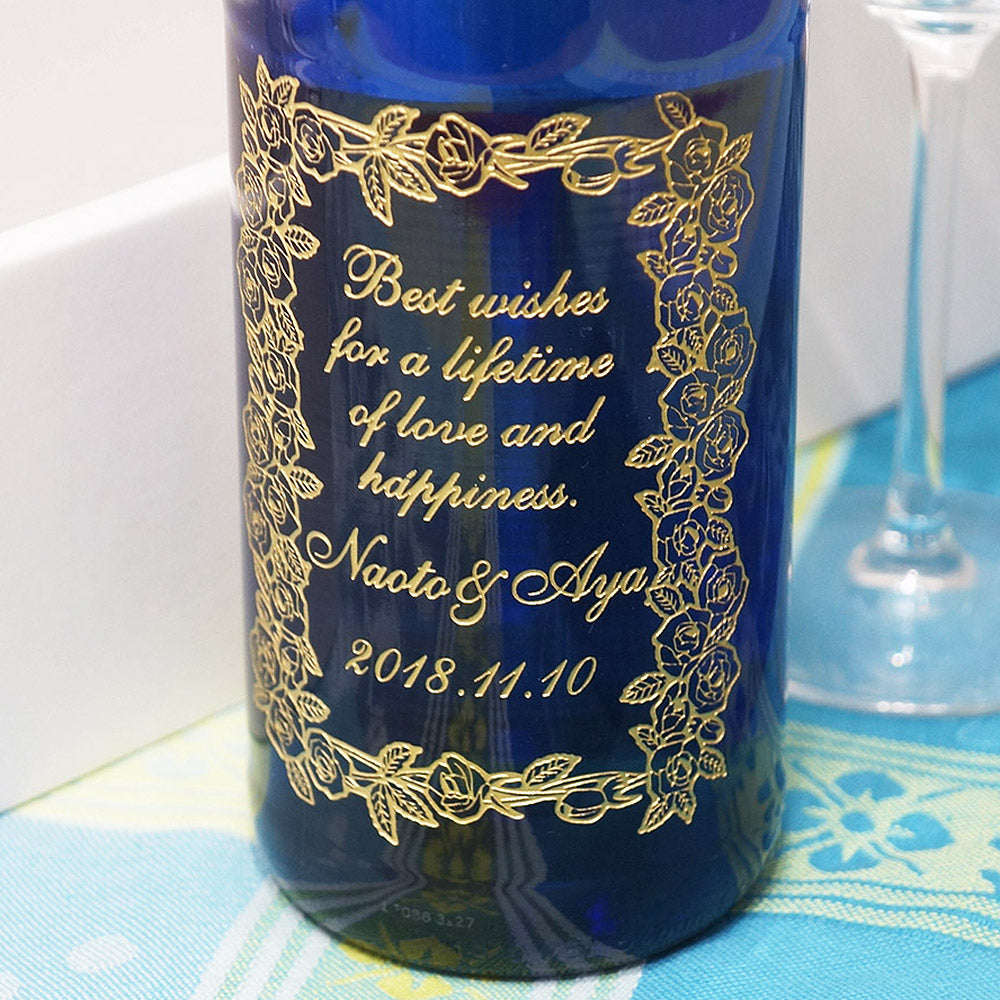 Best wishes
for a lifetime
of love and
happiness.
Naoto & Aya
2018.11.10